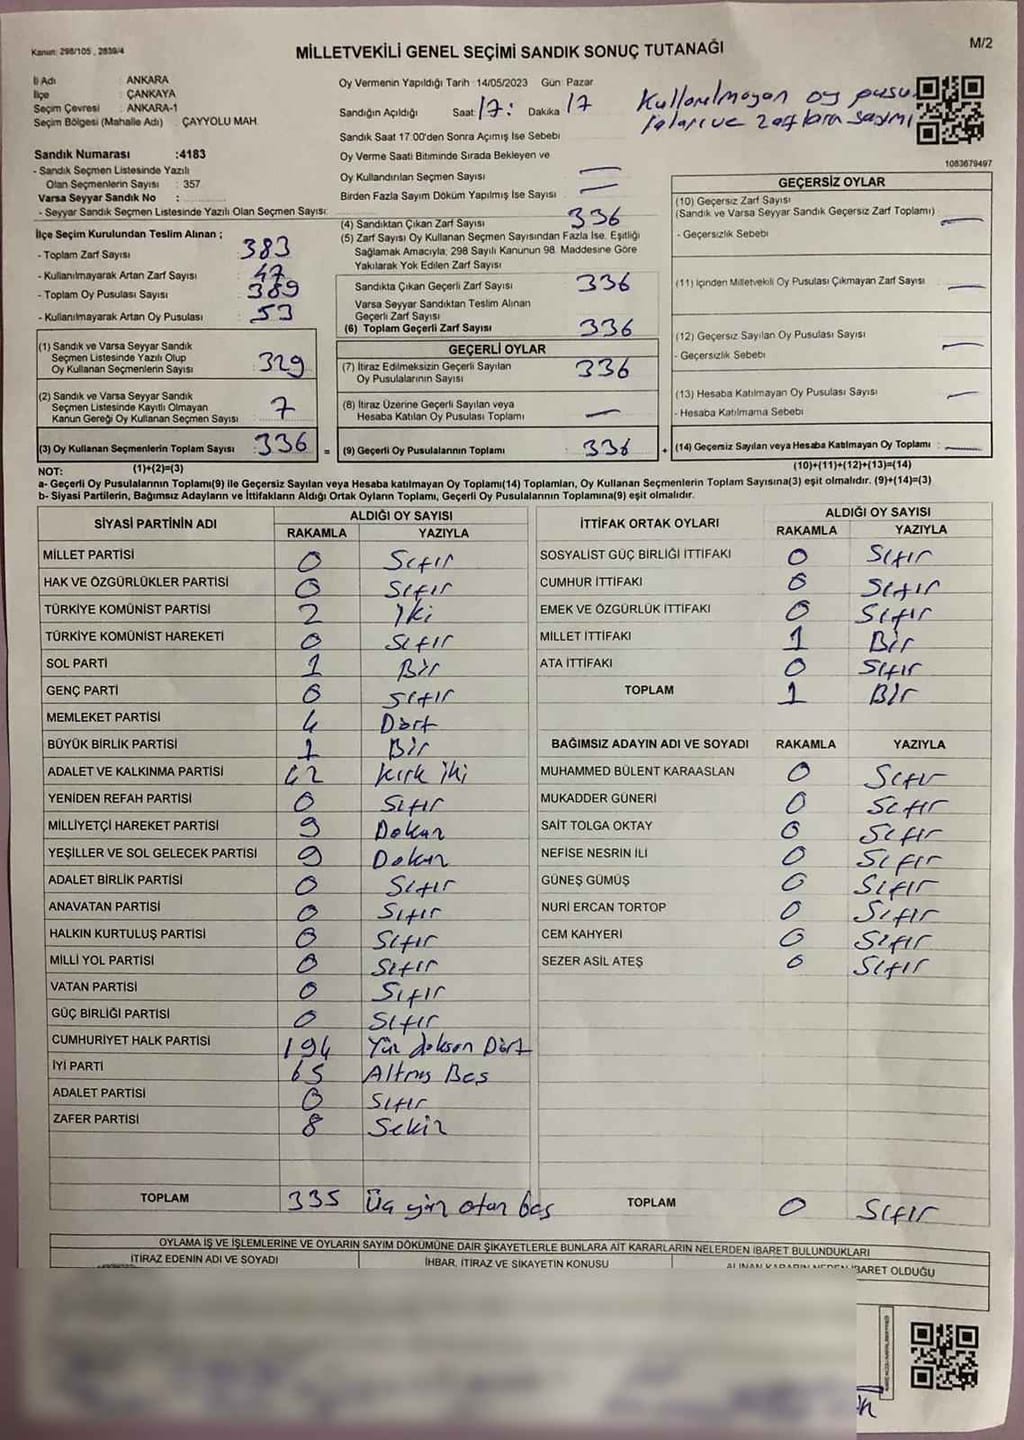 Kanun: 298/105 , 2839/4
MİLLETVEKİLİ GENEL SEÇİMİ SANDIK SONUÇ TUTANAĞI
M/2
İl Adı ANKARA
İlçe ÇANKAYA
Seçim Çevresi : ANKARA-1
Seçim Bölgesi (Mahalle Adı) : ÇAYYOLU MAH.
Oy Vermenin Yapıldığı Tarih : 14/05/2023 Gün: Pazar
Sandığın Açıldığı Saat: 17: Dakika 17
Kullanılmayan oy pusu
laları ve zarfların sayımı
Sandık Saat 17.00'den Sonra Açımış İse Sebebi
1083679497
Sandık Numarası :4183
- Sandık Seçmen Listesinde Yazılı
Olan Seçmenlerin Sayısı : 357
Varsa Seyyar Sandık No :
- Seyyar Sandık Seçmen Listesinde Yazılı Olan Seçmen Sayısı:
Oy Verme Saati Bitiminde Sırada Bekleyen ve
Oy Kullandırılan Seçmen Sayısı —
Birden Fazla Sayım Döküm Yapılmış İse Sayısı —
İlçe Seçim Kurulundan Teslim Alınan ;
- Toplam Zarf Sayısı : 383
- Kullanılmayarak Artan Zarf Sayısı : 47
- Toplam Oy Pusulası Sayısı : 389
- Kullanılmayarak Artan Oy Pusulası : 53
(4) Sandıktan Çıkan Zarf Sayısı 336
(5) Zarf Sayısı Oy Kullanan Seçmen Sayısından Fazla İse, Eşitliği
Sağlamak Amacıyla, 298 Sayılı Kanunun 98. Maddesine Göre
Yakılarak Yok Edilen Zarf Sayısı
Sandıkta Çıkan Geçerli Zarf Sayısı 336
Varsa Seyyar Sandıktan Teslim Alınan
Geçerli Zarf Sayısı
(6) Toplam Geçerli Zarf Sayısı 336
GEÇERSİZ OYLAR
(10) Geçersiz Zarf Sayısı
(Sandık ve Varsa Seyyar Sandık Geçersiz Zarf Toplamı) —
- Geçersizlik Sebebi
(11) İçinden Milletvekili Oy Pusulası Çıkmayan Zarf Sayısı —
(12) Geçersiz Sayılan Oy Pusulası Sayısı —
- Geçersizlik Sebebi
(13) Hesaba Katılmayan Oy Pusulası Sayısı —
- Hesaba Katılmama Sebebi
(14) Geçersiz Sayılan veya Hesaba Katılmayan Oy Toplamı : —
(1) Sandık ve Varsa Seyyar Sandık
Seçmen Listesinde Yazılı Olup
Oy Kullanan Seçmenlerin Sayısı : 329
(2) Sandık ve Varsa Seyyar Sandık
Seçmen Listesinde Kayıtlı Olmayan
Kanun Gereği Oy Kullanan Seçmen Sayısı : 7
(3) Oy Kullanan Seçmenlerin Toplam Sayısı : 336 =
GEÇERLİ OYLAR
(7) İtiraz Edilmeksizin Geçerli Sayılan
Oy Pusulalarının Sayısı 336
(8) İtiraz Üzerine Geçerli Sayılan veya
Hesaba Katılan Oy Pusulası Toplamı —
(9) Geçerli Oy Pusulalarının Toplamı 336 +
NOT: (1)+(2)=(3) (10)+(11)+(12)+(13)=(14)
a- Geçerli Oy Pusulalarının Toplamı(9) ile Geçersiz Sayılan veya Hesaba katılmayan Oy Toplamı(14) Toplamları, Oy Kullanan Seçmenlerin Toplam Sayısına(3) eşit olmalıdır. (9)+(14)=(3)
b- Siyasi Partilerin, Bağımsız Adayların ve İttifakların Aldığı Ortak Oyların Toplamı, Geçerli Oy Pusulalarının Toplamına(9) eşit olmalıdır.
SİYASİ PARTİNİN ADI ALDIĞI OY SAYISI
RAKAMLA YAZIYLA
MİLLET PARTİSİ 0 Sıfır
HAK VE ÖZGÜRLÜKLER PARTİSİ 0 Sıfır
TÜRKİYE KOMÜNİST PARTİSİ 2 İki
TÜRKİYE KOMÜNİST HAREKETİ 0 Sıfır
SOL PARTİ 1 Bir
GENÇ PARTİ 0 Sıfır
MEMLEKET PARTİSİ 4 Dört
BÜYÜK BİRLİK PARTİSİ 1 Bir
ADALET VE KALKINMA PARTİSİ 42 Kırk iki
YENİDEN REFAH PARTİSİ 0 Sıfır
MİLLİYETÇİ HAREKET PARTİSİ 9 Dokuz
YEŞİLLER VE SOL GELECEK PARTİSİ 9 Dokuz
ADALET BİRLİK PARTİSİ 0 Sıfır
ANAVATAN PARTİSİ 0 Sıfır
HALKIN KURTULUŞ PARTİSİ 0 Sıfır
MİLLİ YOL PARTİSİ 0 Sıfır
VATAN PARTİSİ 0 Sıfır
GÜÇ BİRLİĞİ PARTİSİ 0 Sıfır
CUMHURİYET HALK PARTİSİ 194 Yüz doksan Dört
İYİ PARTİ 65 Altmış Beş
ADALET PARTİSİ 0 Sıfır
ZAFER PARTİSİ 8 Sekiz
TOPLAM 335 Üç yüz otuz beş
İTTİFAK ORTAK OYLARI ALDIĞI OY SAYISI
RAKAMLA YAZIYLA
SOSYALİST GÜÇ BİRLİĞİ İTTİFAKI 0 Sıfır
CUMHUR İTTİFAKI 0 Sıfır
EMEK VE ÖZGÜRLÜK İTTİFAKI 0 Sıfır
MİLLET İTTİFAKI 1 Bir
ATA İTTİFAKI 0 Sıfır
TOPLAM 1 Bir
BAĞIMSIZ ADAYIN ADI VE SOYADI RAKAMLA YAZIYLA
MUHAMMED BÜLENT KARAASLAN 0 Sıfır
MUKADDER GÜNERİ 0 Sıfır
SAİT TOLGA OKTAY 0 Sıfır
NEFİSE NESRİN İLİ 0 Sıfır
GÜNEŞ GÜMÜŞ 0 Sıfır
NURİ ERCAN TORTOP 0 Sıfır
CEM KAHYERİ 0 Sıfır
SEZER ASİL ATEŞ 0 Sıfır
TOPLAM 0 Sıfır
OYLAMA İŞ VE İŞLEMLERİNE VE OYLARIN SAYIM DÖKÜMÜNE DAİR ŞİKAYETLERLE BUNLARA AİT KARARLARIN NELERDEN İBARET BULUNDUKLARI
İTİRAZ EDENİN ADI VE SOYADI
İHBAR, İTİRAZ VE ŞİKAYETİN KONUSU
ALINAN KARARIN NEDEN İBARET OLDUĞU